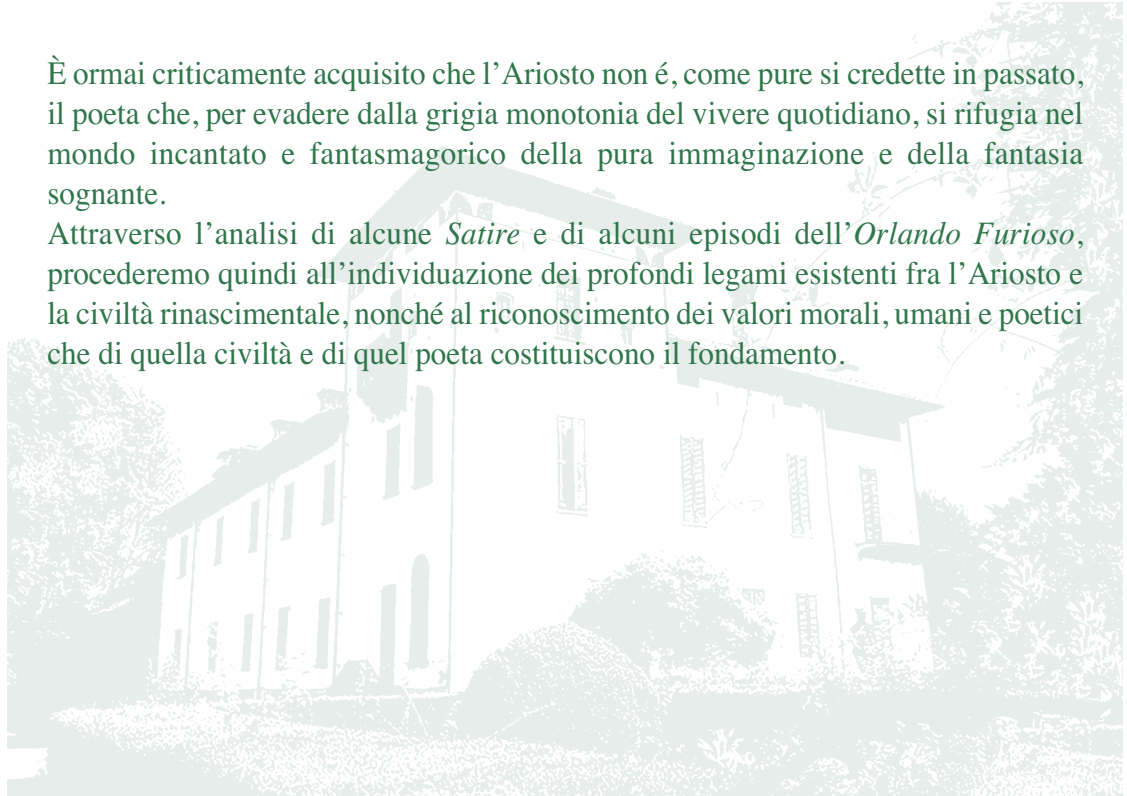 È ormai criticamente acquisito che l’Ariosto non é, come pure si credette in passato,
il poeta che, per evadere dalla grigia monotonia del vivere quotidiano, si rifugia nel
mondo incantato e fantasmagorico della pura immaginazione e della fantasia
sognante.
Attraverso l’analisi di alcune Satire e di alcuni episodi dell’Orlando Furioso,
procederemo quindi all’individuazione dei profondi legami esistenti fra l’Ariosto e
la civiltà rinascimentale, nonché al riconoscimento dei valori morali, umani e poetici
che di quella civiltà e di quel poeta costituiscono il fondamento.